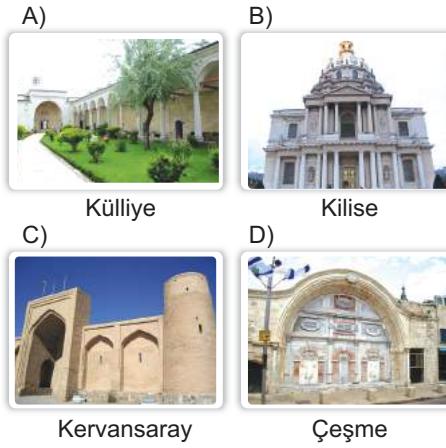 A)
B)
Külliye
Kilise
C)
D)
Kervansaray
Çeşme